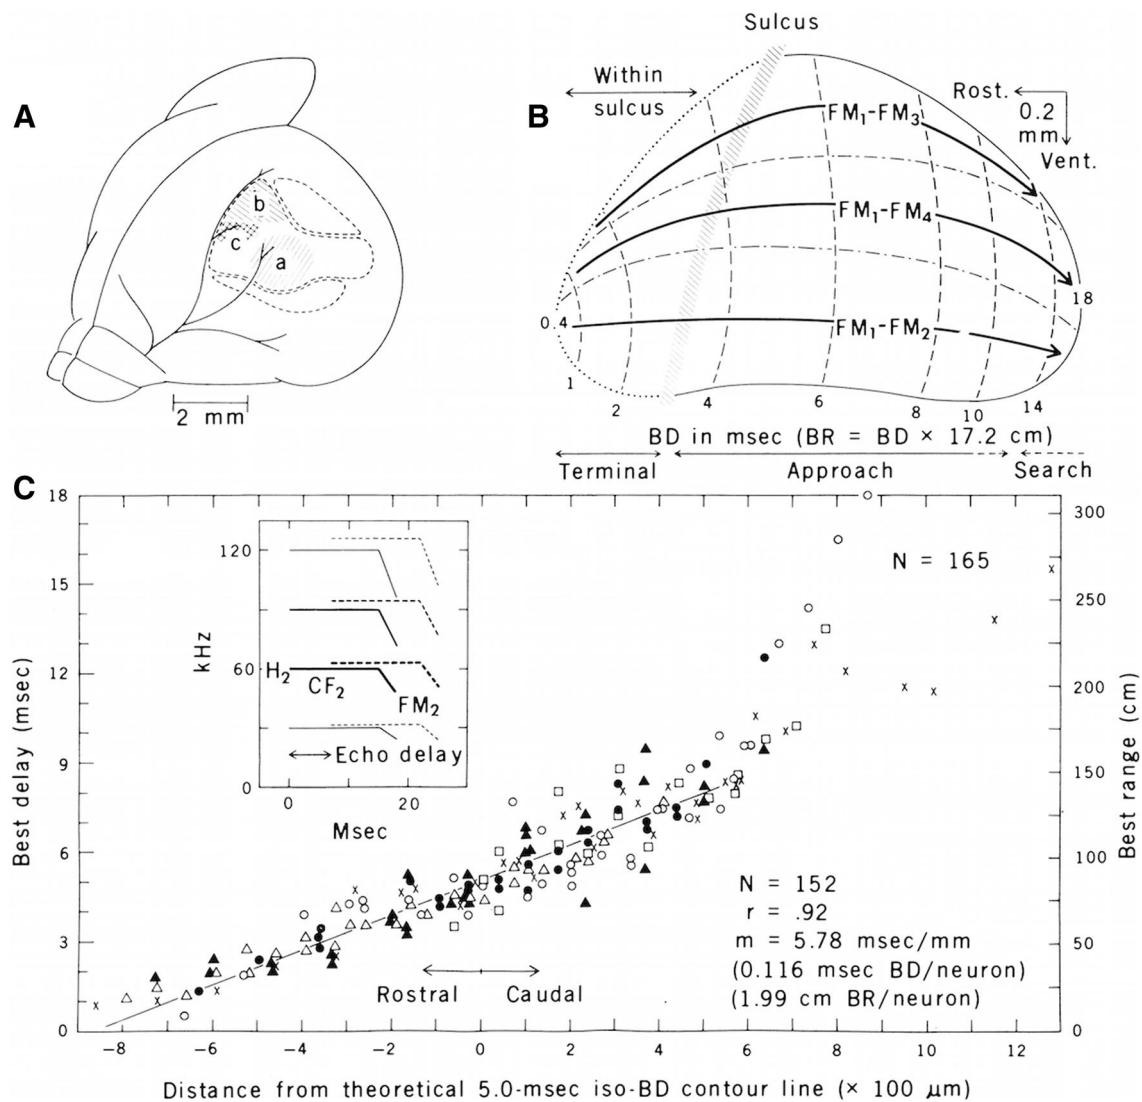 A
b
c
a
2 mm
B
Sulcus
Within
sulcus
Rost.
0.2
mm
Vent.
FM₁-FM₃
FM₁-FM₄
FM₁-FM₂
18
0.4
1
2
4
6
8
10
14
BD in msec (BR = BD × 17.2 cm)
Terminal
Approach
Search
C
Best delay (msec)
18
15
12
9
6
3
0
kHz
120
60
0
H₂
CF₂
FM₂
Echo delay
0
20
Msec
N = 165
N = 152
r = .92
m = 5.78 msec/mm
(0.116 msec BD/neuron)
(1.99 cm BR/neuron)
Rostral
Caudal
300
250
200
150
100
50
0
Best range (cm)
-8
-6
-4
-2
0
2
4
6
8
10
12
Distance from theoretical 5.0-msec iso-BD contour line (× 100 μm)